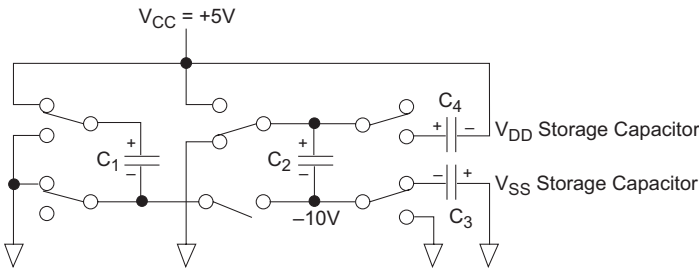 V_CC = +5V
C_4
+ −
V_DD Storage Capacitor
+
C_1
−
+
C_2
−
− +
V_SS Storage Capacitor
–10V
C_3